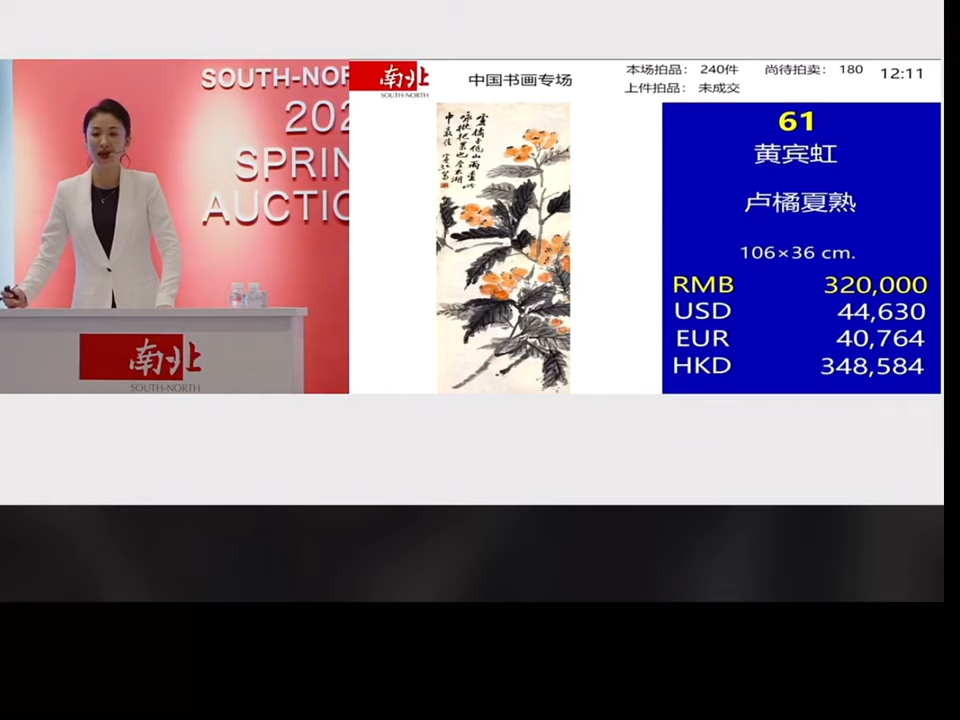 SOUTH-NOR
202
SPRIN
AUCTIO
南北
SOUTH-NORTH
南北
SOUTH-NORTH
中国书画专场
本场拍品: 240件 尚待拍卖: 180 12:11
上件拍品: 未成交
61
黄宾虹
卢橘夏熟
106×36 cm.
RMB 320,000
USD 44,630
EUR 40,764
HKD 348,584